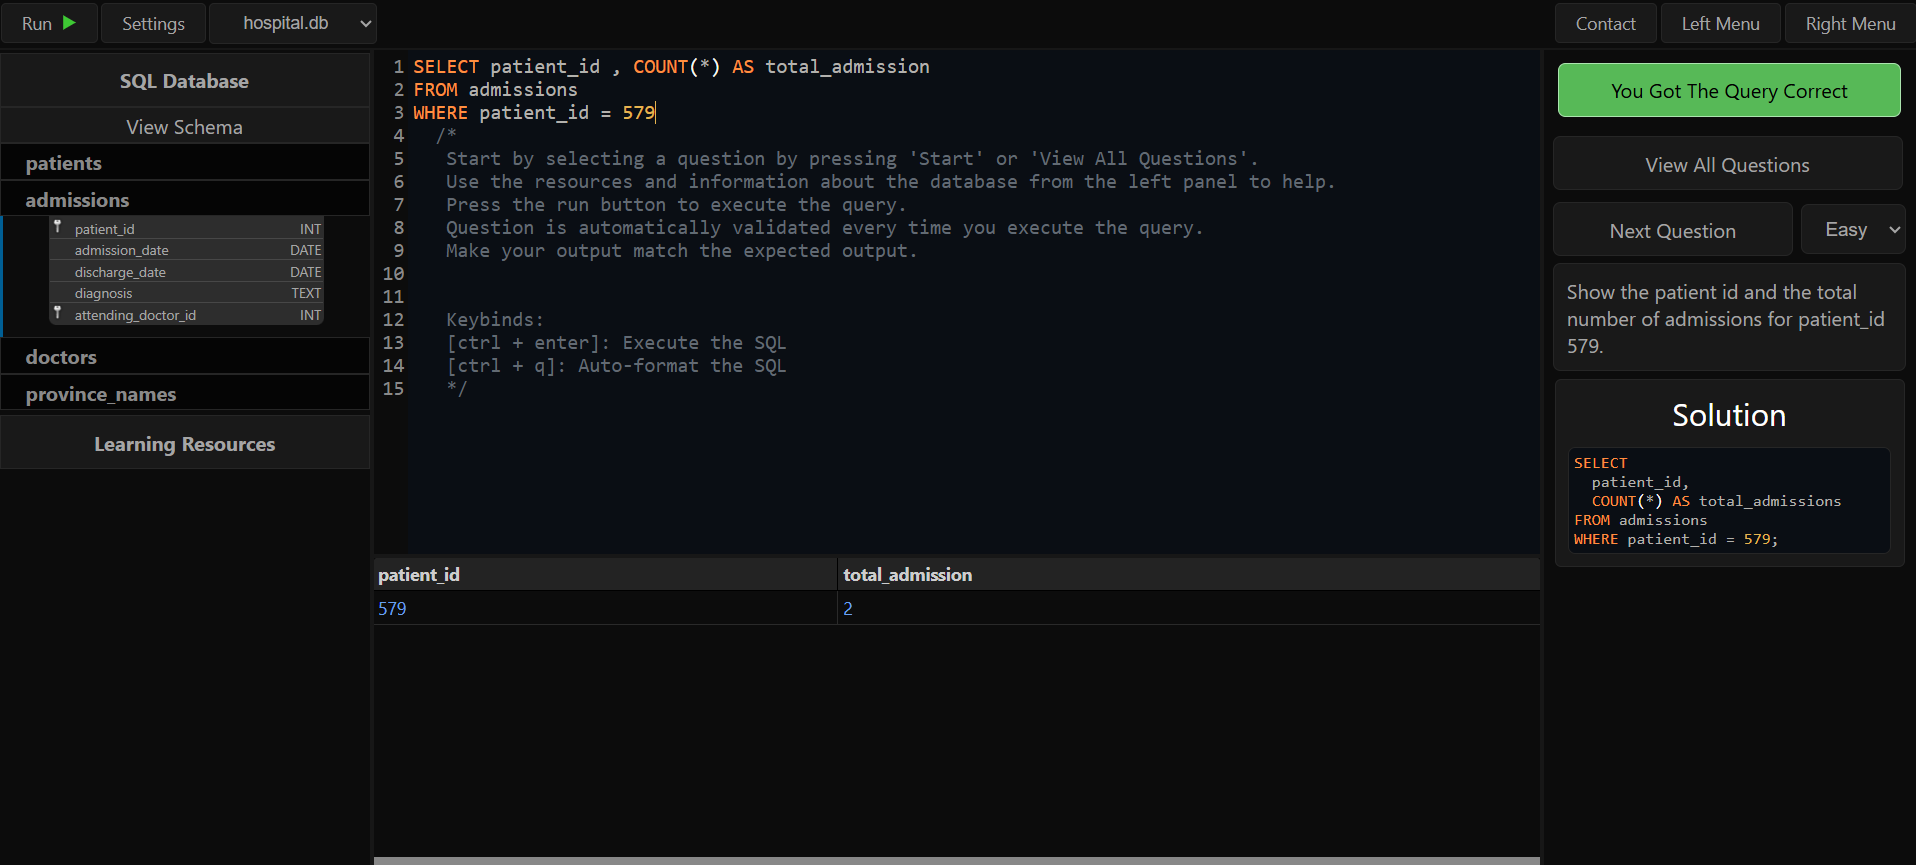 Run
Settings
hospital.db
Contact
Left Menu
Right Menu
SQL Database
View Schema
patients
admissions
patient_id INT
admission_date DATE
discharge_date DATE
diagnosis TEXT
attending_doctor_id INT
doctors
province_names
Learning Resources
1 SELECT patient_id , COUNT(*) AS total_admission
2 FROM admissions
3 WHERE patient_id = 579
4 /*
5 Start by selecting a question by pressing 'Start' or 'View All Questions'.
6 Use the resources and information about the database from the left panel to help.
7 Press the run button to execute the query.
8 Question is automatically validated every time you execute the query.
9 Make your output match the expected output.
10
11
12 Keybinds:
13 [ctrl + enter]: Execute the SQL
14 [ctrl + q]: Auto-format the SQL
15 */
patient_id total_admission
579 2
You Got The Query Correct
View All Questions
Next Question
Easy
Show the patient id and the total
number of admissions for patient_id
579.
Solution
SELECT
patient_id,
COUNT(*) AS total_admissions
FROM admissions
WHERE patient_id = 579;